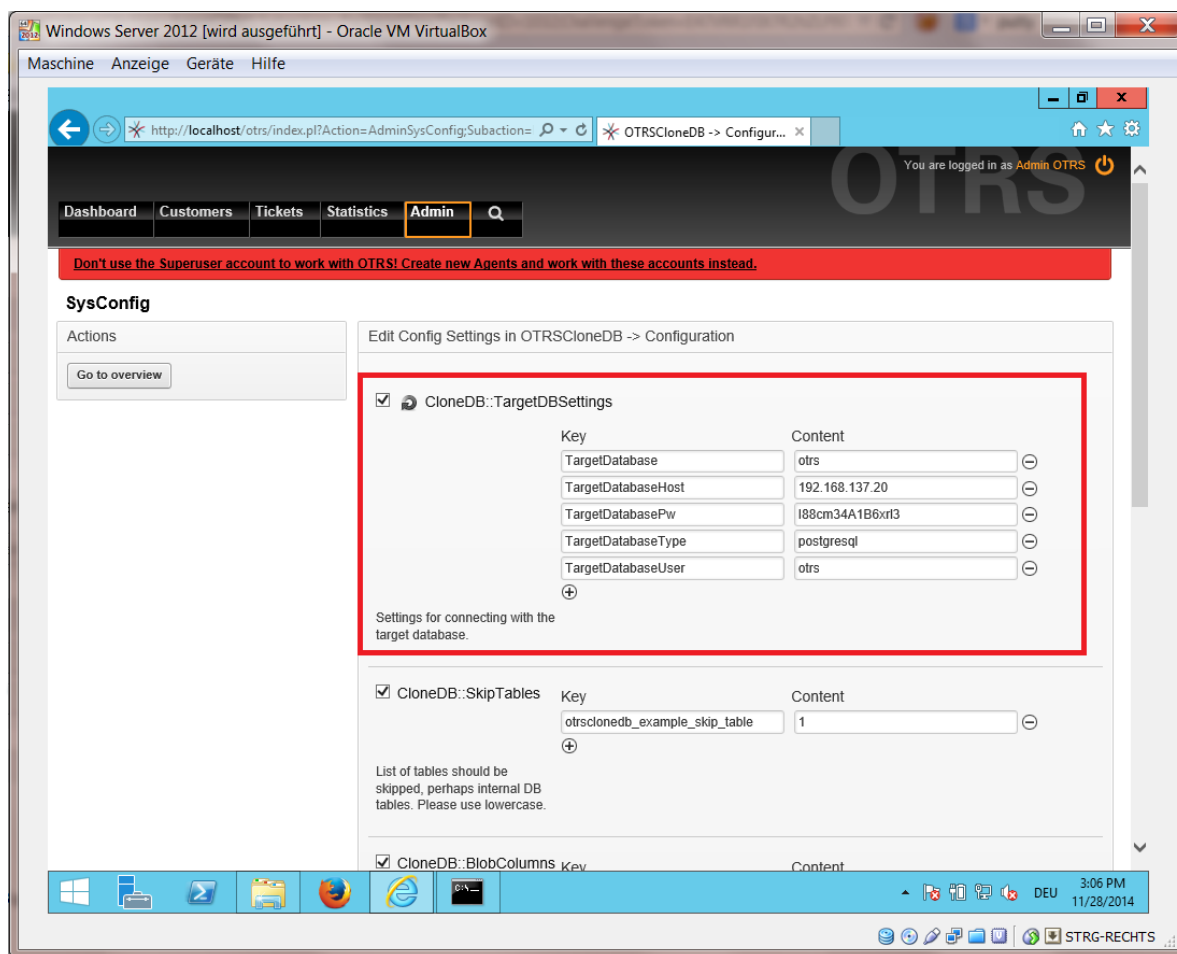 Windows Server 2012 [wird ausgeführt] - Oracle VM VirtualBox
Maschine Anzeige Geräte Hilfe
http://localhost/otrs/index.pl?Action=AdminSysConfig;Subaction=
OTRSCloneDB -> Configur...
OTRS
You are logged in as Admin OTRS
Dashboard Customers Tickets Statistics Admin
Don't use the Superuser account to work with OTRS! Create new Agents and work with these accounts instead.
SysConfig
Actions
Go to overview
Edit Config Settings in OTRSCloneDB -> Configuration
CloneDB::TargetDBSettings
Key Content
TargetDatabase otrs
TargetDatabaseHost 192.168.137.20
TargetDatabasePw I88cm34A1B6xrI3
TargetDatabaseType postgresql
TargetDatabaseUser otrs
Settings for connecting with the
target database.
CloneDB::SkipTables Key Content
otrsclonedb_example_skip_table 1
List of tables should be
skipped, perhaps internal DB
tables. Please use lowercase.
CloneDB::BlobColumns Key Content
DEU
3:06 PM
11/28/2014
STRG-RECHTS